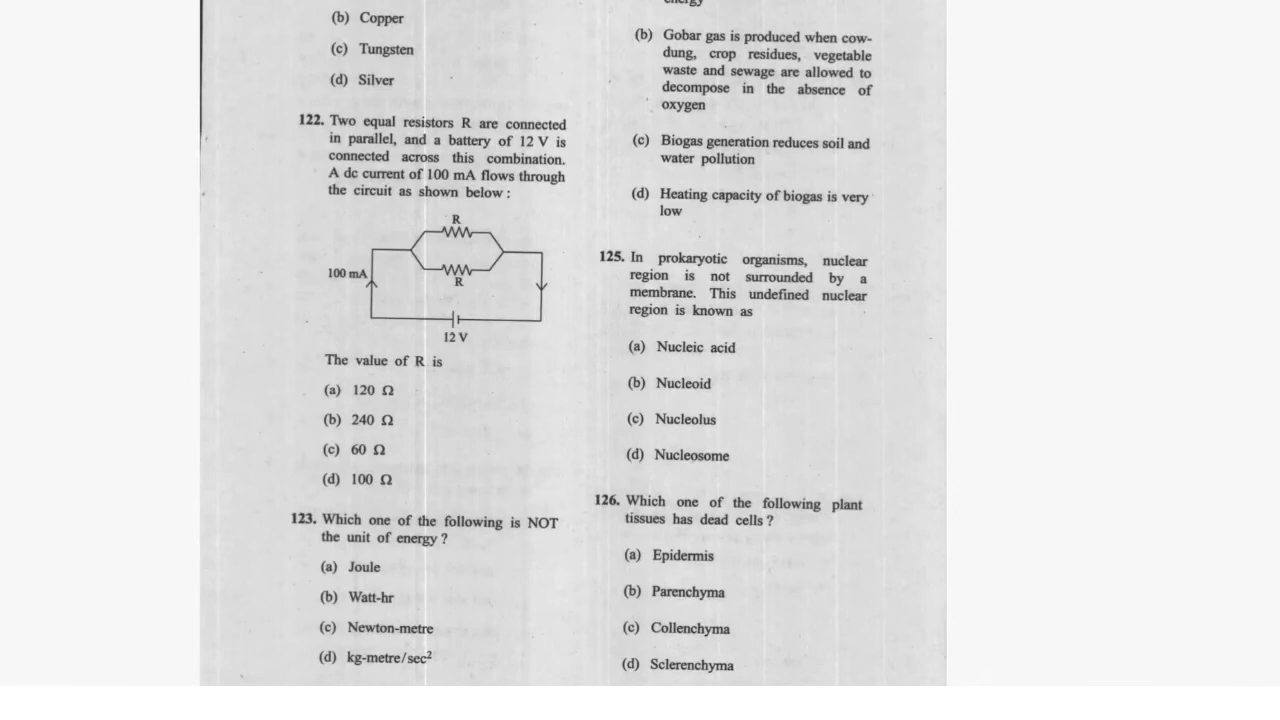 (b) Copper
(c) Tungsten
(d) Silver
122. Two equal resistors R are connected
in parallel, and a battery of 12 V is
connected across this combination.
A dc current of 100 mA flows through
the circuit as shown below :
R
100 mA
R
12 V
The value of R is
(a) 120 Ω
(b) 240 Ω
(c) 60 Ω
(d) 100 Ω
123. Which one of the following is NOT
the unit of energy ?
(a) Joule
(b) Watt-hr
(c) Newton-metre
(d) kg-metre/sec²
(b) Gobar gas is produced when cow-
dung, crop residues, vegetable
waste and sewage are allowed to
decompose in the absence of
oxygen
(c) Biogas generation reduces soil and
water pollution
(d) Heating capacity of biogas is very
low
125. In prokaryotic organisms, nuclear
region is not surrounded by a
membrane. This undefined nuclear
region is known as
(a) Nucleic acid
(b) Nucleoid
(c) Nucleolus
(d) Nucleosome
126. Which one of the following plant
tissues has dead cells ?
(a) Epidermis
(b) Parenchyma
(c) Collenchyma
(d) Sclerenchyma